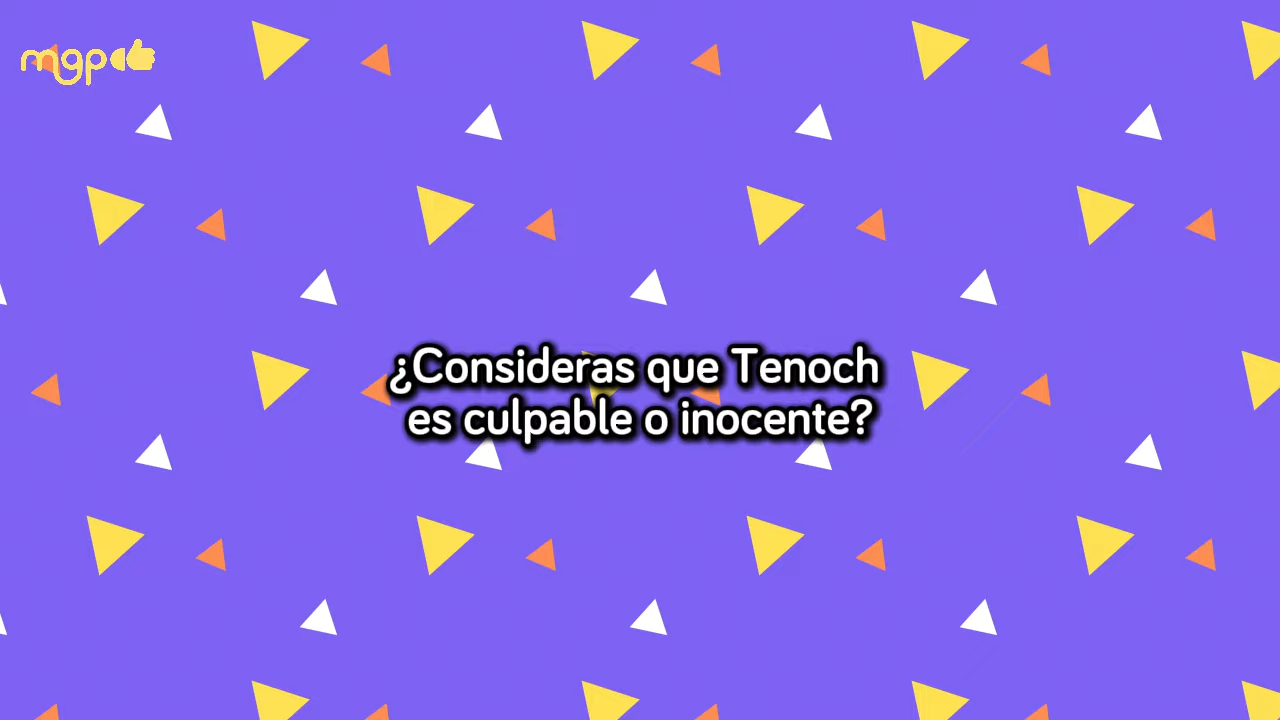 mgp
¿Consideras que Tenoch
es culpable o inocente?